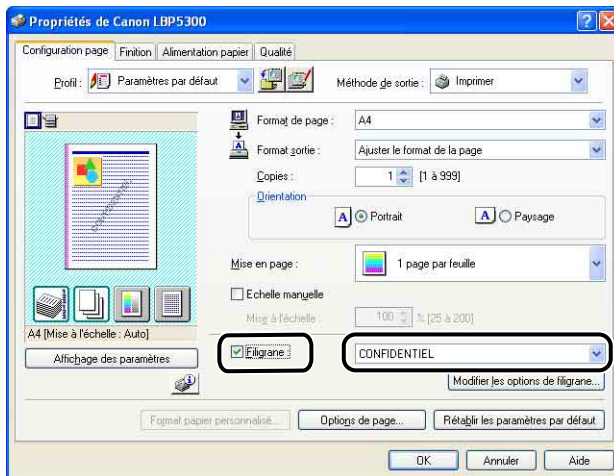 Propriétés de Canon LBP5300
Configuration page Finition Alimentation papier Qualité
Profil : Paramètres par défaut Méthode de sortie : Imprimer
Format de page : A4
Format sortie : Ajuster le format de la page
Copies : 1 [1 à 999]
Orientation
A Portrait A Paysage
CONFIDENTIEL
Mise en page : 1 page par feuille
Echelle manuelle
Mise à l'échelle : 100 % [25 à 200]
A4 [Mise à l'échelle : Auto]
Filigrane : CONFIDENTIEL
Affichage des paramètres
Modifier les options de filigrane...
Format papier personnalisé... Options de page... Rétablir les paramètres par défaut
OK Annuler Aide